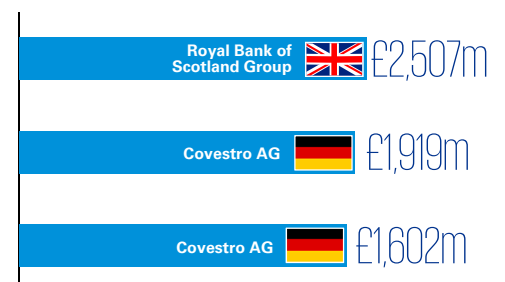 Royal Bank of
Scotland Group
£2,507m
Covestro AG
£1,919m
Covestro AG
£1,602m